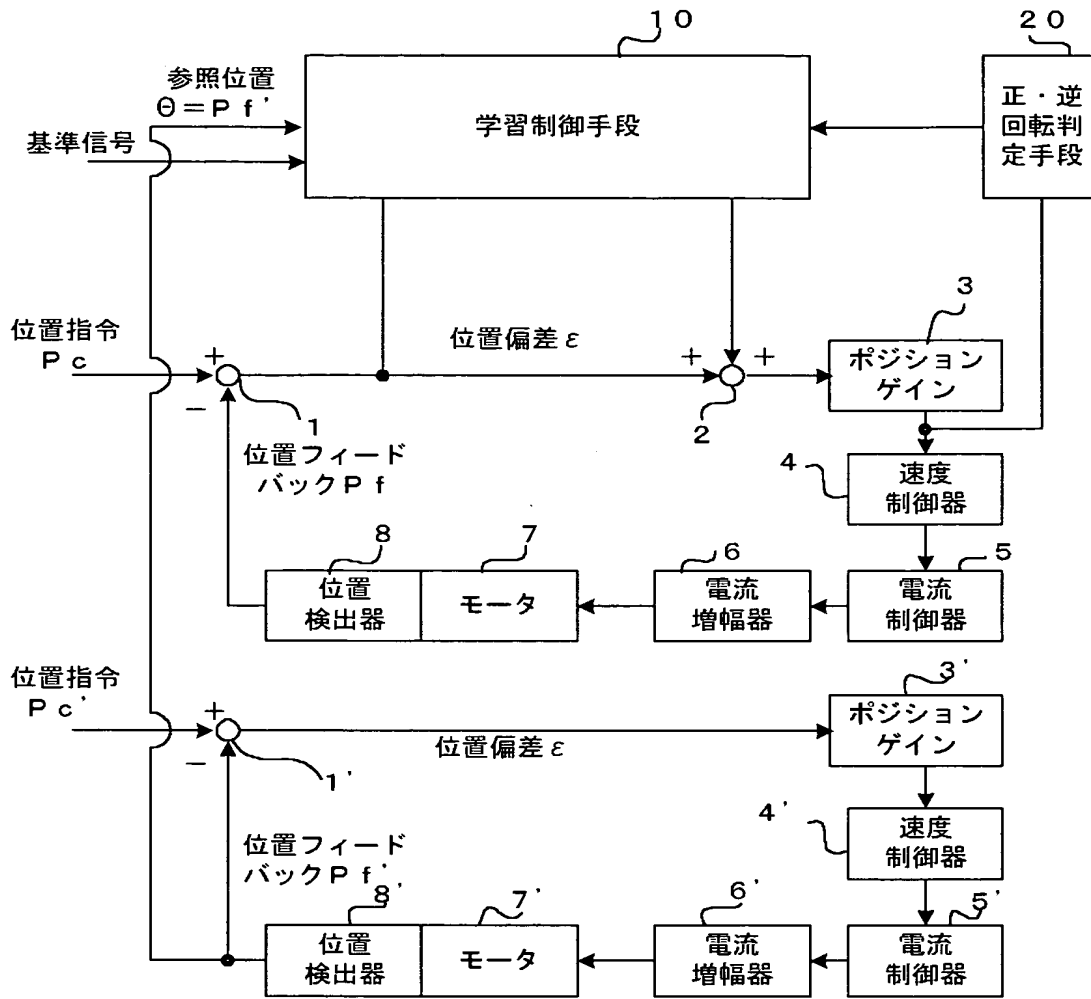 10
20
参照位置
Θ=Pf'
基準信号
学習制御手段
正・逆
回転判
定手段
3
位置指令
Pc
+
−
1
位置偏差ε
+
+
2
ポジション
ゲイン
位置フィード
バックPf
4
速度
制御器
8
7
6
5
位置
検出器
モータ
電流
増幅器
電流
制御器
位置指令
Pc'
+
−
1'
位置偏差ε
3'
ポジション
ゲイン
4'
速度
制御器
位置フィード
バックPf'
8'
7'
6'
5'
位置
検出器
モータ
電流
増幅器
電流
制御器